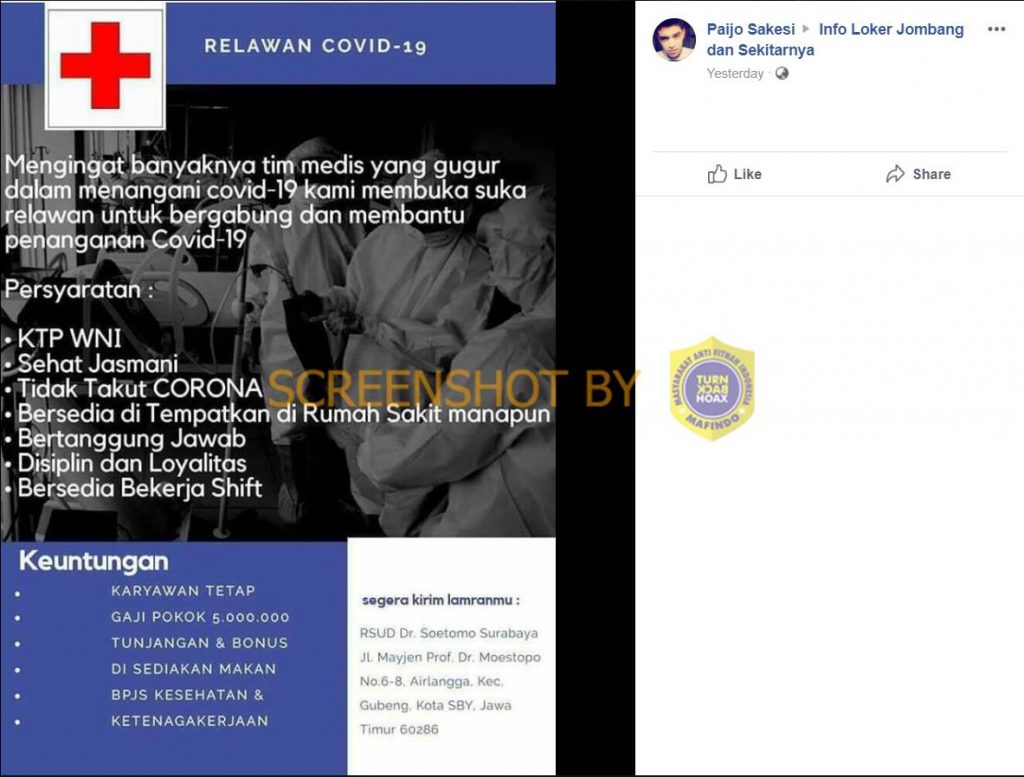 RELAWAN COVID-19
Mengingat banyaknya tim medis yang gugur
dalam menangani covid-19 kami membuka suka
relawan untuk bergabung dan membantu
penanganan Covid-19
Persyaratan :
• KTP WNI
• Sehat Jasmani
• Tidak Takut CORONA
• Bersedia di Tempatkan di Rumah Sakit manapun
• Bertanggung Jawab
• Disiplin dan Loyalitas
• Bersedia Bekerja Shift
Keuntungan
• KARYAWAN TETAP
• GAJI POKOK 5.000.000
• TUNJANGAN & BONUS
• DI SEDIAKAN MAKAN
• BPJS KESEHATAN &
• KETENAGAKERJAAN
segera kirim lamranmu :
RSUD Dr. Soetomo Surabaya
Jl. Mayjen Prof. Dr. Moestopo
No.6-8, Airlangga, Kec.
Gubeng, Kota SBY, Jawa
Timur 60286
SCREENSHOT BY
MASYARAKAT ANTI FITNAH INDONESIA
TURN
BACK
HOAX
MAFINDO
Paijo Sakesi ▸ Info Loker Jombang
dan Sekitarnya
Yesterday ·
Like
Share